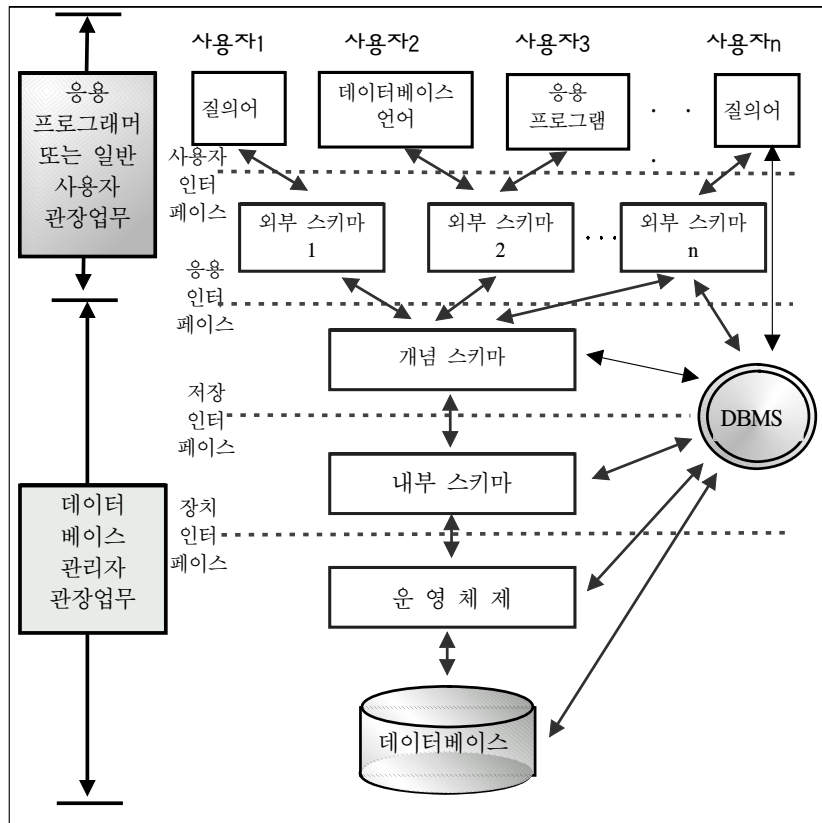 사용자1
사용자2
사용자3
사용자n
응용
프로그래머
또는 일반
사용자
관장업무
질의어
데이터베이스
언어
응용
프로그램
. .
.
질의어
사용자
인터
페이스
외부 스키마
1
외부 스키마
2
...
외부 스키마
n
응용
인터
페이스
개념 스키마
저장
인터
페이스
DBMS
내부 스키마
데이터
베이스
관리자
관장업무
장치
인터
페이스
운 영 체 제
데이터베이스